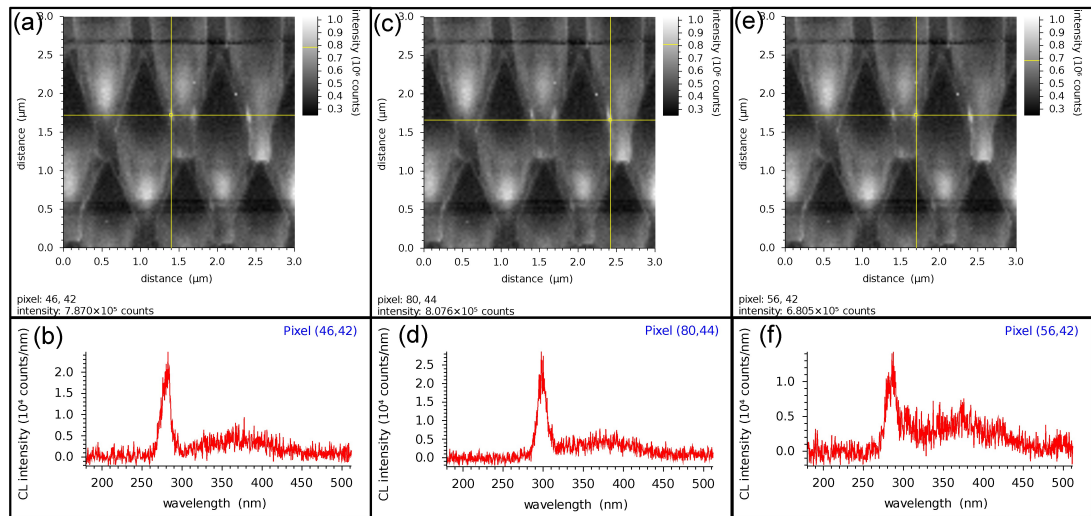 (a)
3.0
2.5
2.0
1.5
1.0
0.5
0.0
distance (μm)
0.0 0.5 1.0 1.5 2.0 2.5 3.0
distance (μm)
1.0
0.9
0.8
0.7
0.6
0.5
0.4
0.3
intensity (10⁶ counts)
pixel: 46, 42
intensity: 7.870×10⁵ counts
(c)
3.0
2.5
2.0
1.5
1.0
0.5
0.0
distance (μm)
0.0 0.5 1.0 1.5 2.0 2.5 3.0
distance (μm)
1.0
0.9
0.8
0.7
0.6
0.5
0.4
0.3
intensity (10⁶ counts)
pixel: 80, 44
intensity: 8.076×10⁵ counts
(e)
3.0
2.5
2.0
1.5
1.0
0.5
0.0
distance (μm)
0.0 0.5 1.0 1.5 2.0 2.5 3.0
distance (μm)
1.0
0.9
0.8
0.7
0.6
0.5
0.4
0.3
intensity (10⁶ counts)
pixel: 56, 42
intensity: 6.805×10⁵ counts
(b)
Pixel (46,42)
CL intensity (10⁴ counts/nm)
2.0
1.5
1.0
0.5
0.0
200 250 300 350 400 450 500
wavelength (nm)
(d)
Pixel (80,44)
CL intensity (10⁴ counts/nm)
2.5
2.0
1.5
1.0
0.5
0.0
200 250 300 350 400 450 500
wavelength (nm)
(f)
Pixel (56,42)
CL intensity (10⁴ counts/nm)
1.0
0.5
0.0
200 250 300 350 400 450 500
wavelength (nm)